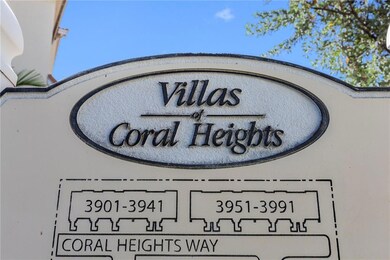 Villas
of
Coral Heights
3901-3941 3951-3991
CORAL HEIGHTS WAY